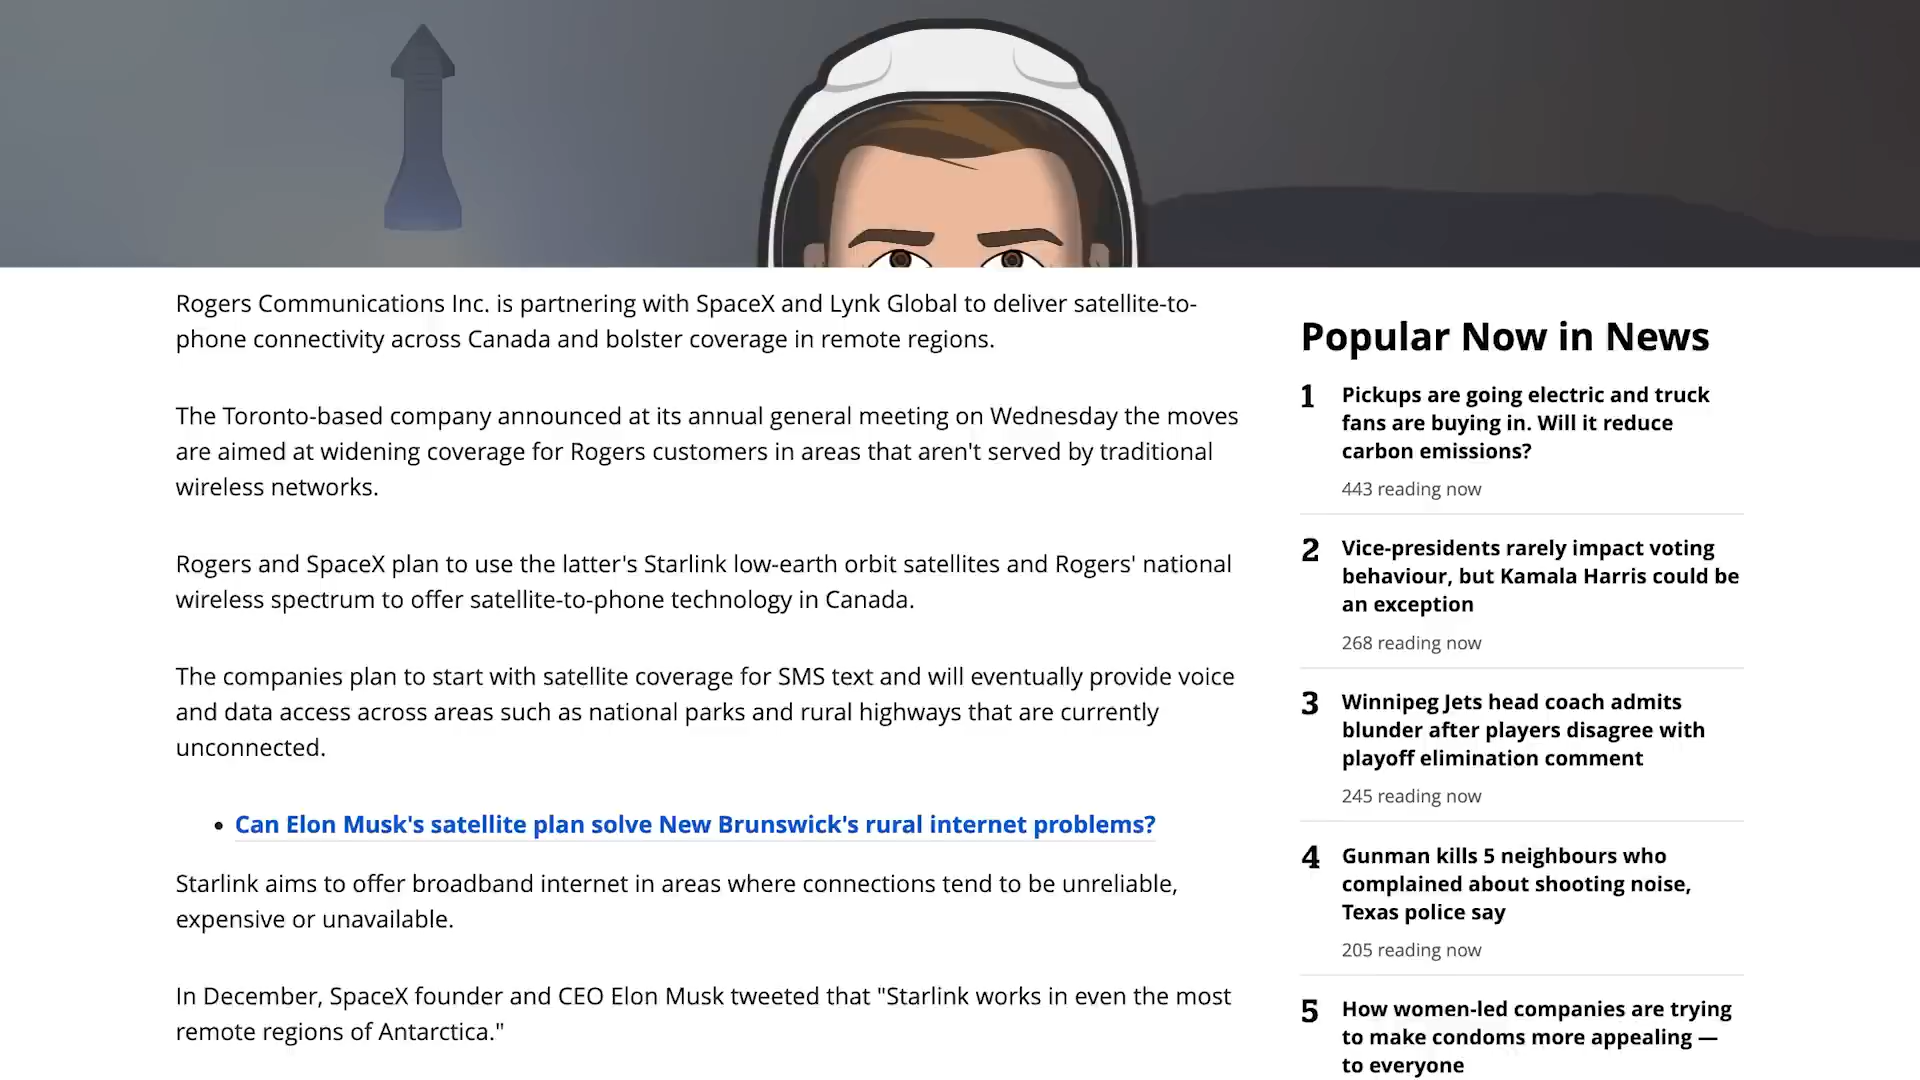 Rogers Communications Inc. is partnering with SpaceX and Lynk Global to deliver satellite-to-
phone connectivity across Canada and bolster coverage in remote regions.
The Toronto-based company announced at its annual general meeting on Wednesday the moves
are aimed at widening coverage for Rogers customers in areas that aren't served by traditional
wireless networks.
Rogers and SpaceX plan to use the latter's Starlink low-earth orbit satellites and Rogers' national
wireless spectrum to offer satellite-to-phone technology in Canada.
The companies plan to start with satellite coverage for SMS text and will eventually provide voice
and data access across areas such as national parks and rural highways that are currently
unconnected.
• Can Elon Musk's satellite plan solve New Brunswick's rural internet problems?
Starlink aims to offer broadband internet in areas where connections tend to be unreliable,
expensive or unavailable.
In December, SpaceX founder and CEO Elon Musk tweeted that "Starlink works in even the most
remote regions of Antarctica."
Popular Now in News
1 Pickups are going electric and truck
fans are buying in. Will it reduce
carbon emissions?
443 reading now
2 Vice-presidents rarely impact voting
behaviour, but Kamala Harris could be
an exception
268 reading now
3 Winnipeg Jets head coach admits
blunder after players disagree with
playoff elimination comment
245 reading now
4 Gunman kills 5 neighbours who
complained about shooting noise,
Texas police say
205 reading now
5 How women-led companies are trying
to make condoms more appealing —
to everyone